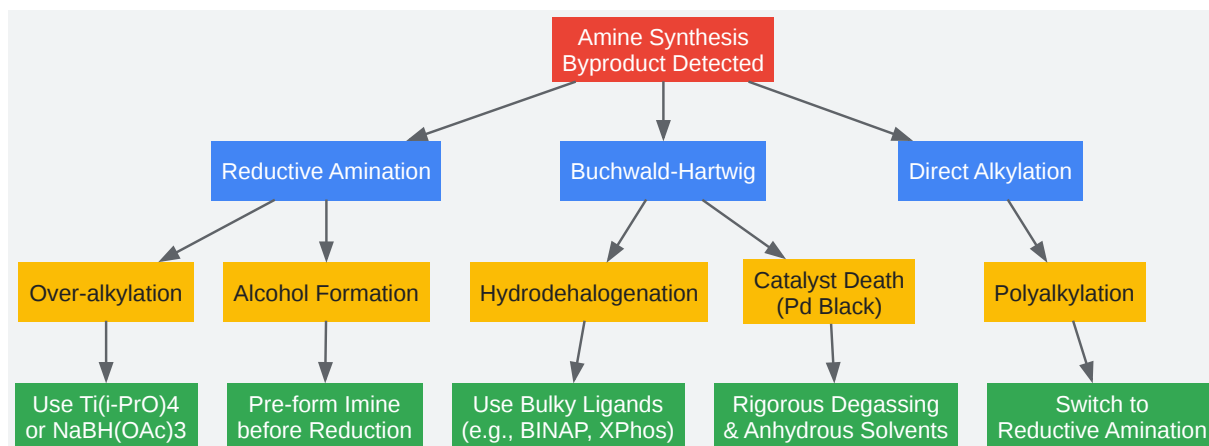 Amine Synthesis
Byproduct Detected
Reductive Amination
Buchwald-Hartwig
Direct Alkylation
Over-alkylation
Alcohol Formation
Hydrodehalogenation
Catalyst Death
(Pd Black)
Polyalkylation
Use Ti(i-PrO)4
or NaBH(OAc)3
Pre-form Imine
before Reduction
Use Bulky Ligands
(e.g., BINAP, XPhos)
Rigorous Degassing
& Anhydrous Solvents
Switch to
Reductive Amination